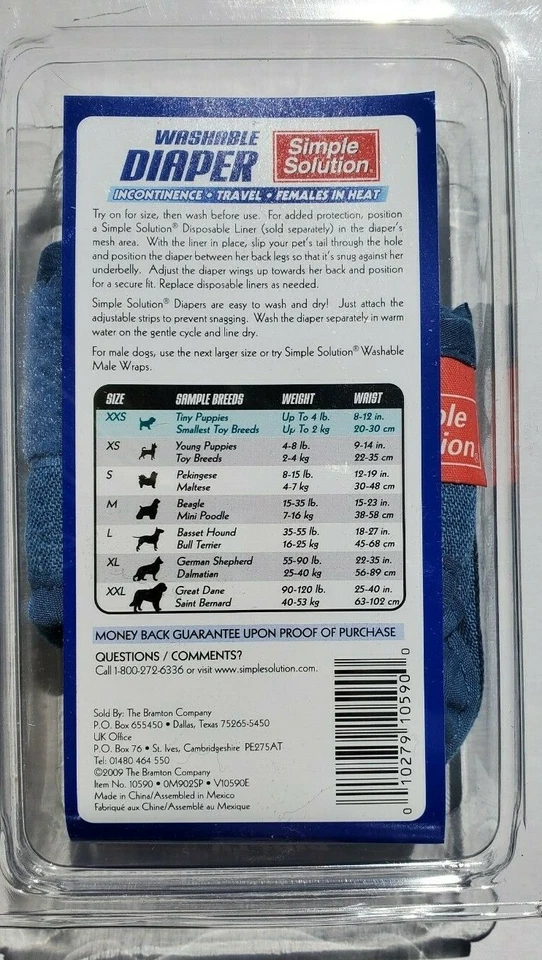 WASHABLE
DIAPER
Simple
Solution®
INCONTINENCE • TRAVEL • FEMALES IN HEAT
Try on for size, then wash before use. For added protection, position
a Simple Solution® Disposable Liner (sold separately) in the diaper's
mesh area. With the liner in place, slip your pet's tail through the hole
and position the diaper between her back legs so that it's snug against her
underbelly. Adjust the diaper wings up towards her back and position
for a secure fit. Replace disposable liners as needed.
Simple Solution® Diapers are easy to wash and dry! Just attach the
adjustable strips to prevent snagging. Wash the diaper separately in warm
water on the gentle cycle and line dry.
For male dogs, use the next larger size or try Simple Solution® Washable
Male Wraps.
SIZE SAMPLE BREEDS WEIGHT WAIST
XXS Tiny Puppies Up To 4 lb. 8-12 in.
Smallest Toy Breeds Up To 2 kg 20-30 cm
XS Young Puppies 4-8 lb. 9-14 in.
Toy Breeds 2-4 kg 22-35 cm
S Pekingese 8-15 lb. 12-19 in.
Maltese 4-7 kg 30-48 cm
M Beagle 15-35 lb. 15-23 in.
Mini Poodle 7-16 kg 38-58 cm
L Basset Hound 35-55 lb. 18-27 in.
Bull Terrier 16-25 kg 45-68 cm
XL German Shepherd 55-90 lb. 22-35 in.
Dalmatian 25-40 kg 56-89 cm
XXL Great Dane 90-120 lb. 25-40 in.
Saint Bernard 40-53 kg 63-102 cm
MONEY BACK GUARANTEE UPON PROOF OF PURCHASE
QUESTIONS / COMMENTS?
Call 1-800-272-6336 or visit www.simplesolution.com.
Sold By: The Bramton Company
P.O. Box 655450 • Dallas, Texas 75265-5450
UK Office
P.O. Box 76 • St. Ives, Cambridgeshire PE275AT
Tel: 01480 464 550
©2009 The Bramton Company
Item No. 10590 • 0M902SP • V10590E
Made in China/Assembled in Mexico
Fabriqué aux Chine/Assemblé au Mexique
0 10279 10590 0
ple
ion®